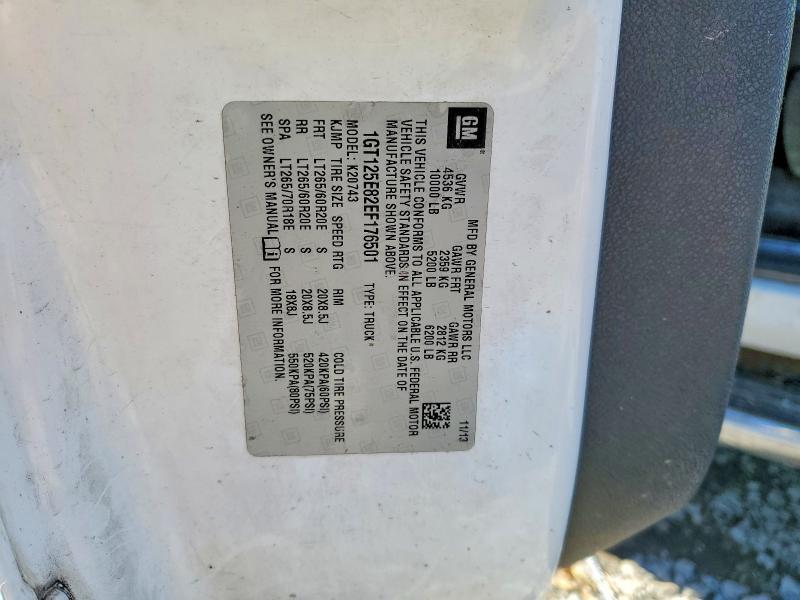 GM
MFD BY GENERAL MOTORS LLC 11/13
GVWR GAWR FRT GAWR RR
4536 KG 2359 KG 2812 KG
10000 LB 5200 LB 6200 LB
THIS VEHICLE CONFORMS TO ALL APPLICABLE U.S. FEDERAL MOTOR
VEHICLE SAFETY STANDARDS IN EFFECT ON THE DATE OF
MANUFACTURE SHOWN ABOVE.
1GT125E82EF176501 TYPE: TRUCK
MODEL: K20743
KJMP TIRE SIZE SPEED RTG RIM COLD TIRE PRESSURE
FRT LT265/60R20E S 20X8.5J 420KPA(60PSI)
RR LT265/60R20E S 20X8.5J 520KPA(75PSI)
SPA LT265/70R18E S 18X8J 550KPA(80PSI)
SEE OWNER'S MANUAL FOR MORE INFORMATION.